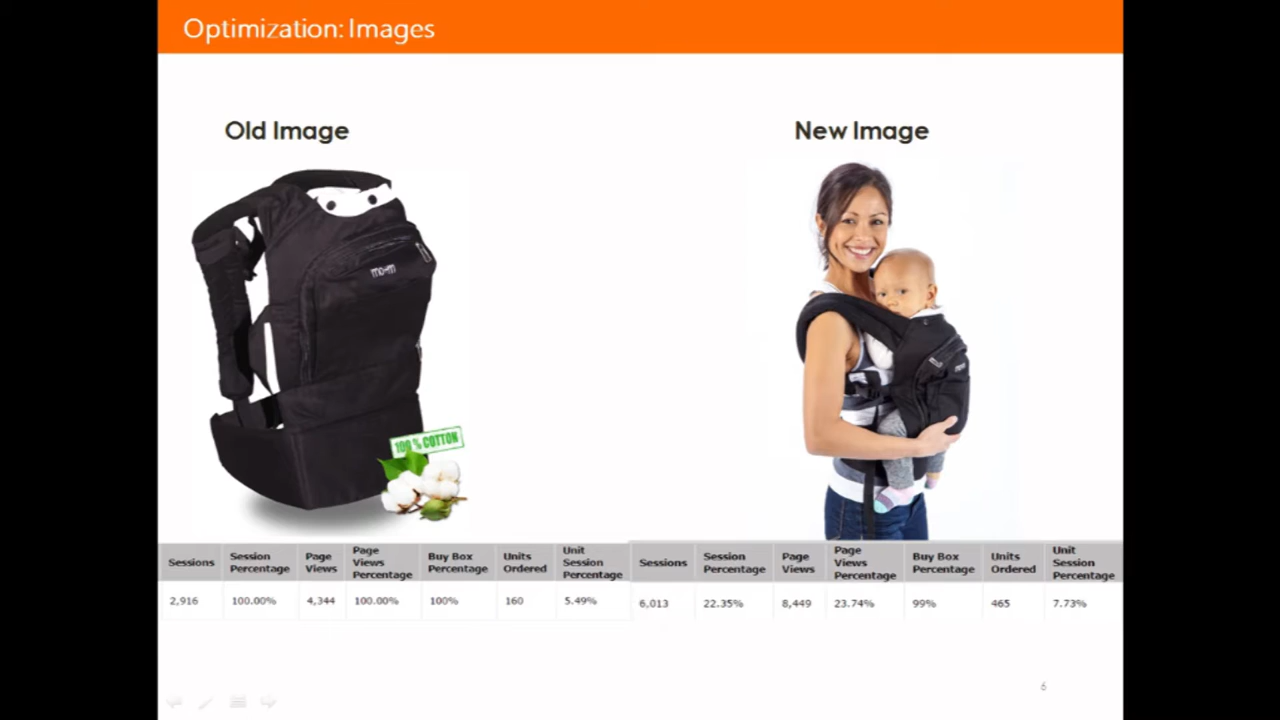 Optimization: Images
Old Image
New Image
100 % COTTON
Sessions
Session
Percentage
Page
Views
Page
Views
Percentage
Buy Box
Percentage
Units
Ordered
Unit
Session
Percentage
2,916
100.00%
4,344
100.00%
100%
160
5.49%
Sessions
Session
Percentage
Page
Views
Page
Views
Percentage
Buy Box
Percentage
Units
Ordered
Unit
Session
Percentage
6,013
22.35%
8,449
23.74%
99%
465
7.73%
6